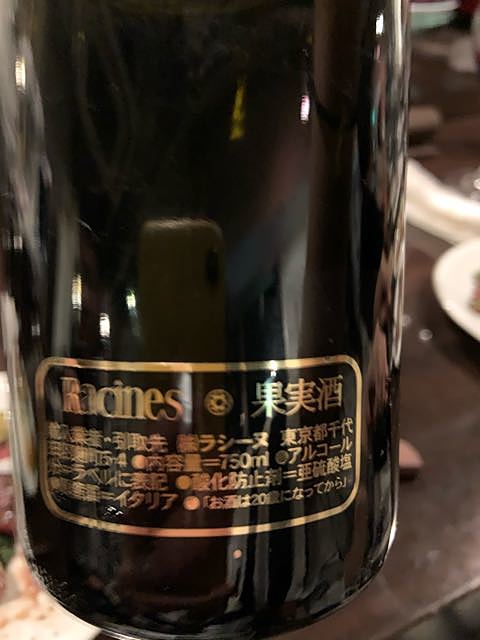 Racines 果実酒
業者・引取先 ㈱ラシーヌ 東京都千代
15-4 ●内容量=750ml ●アルコール
ラベルに表記 ●酸化防止剤=亜硫酸塩
=イタリア ●「お酒は20歳になってから」